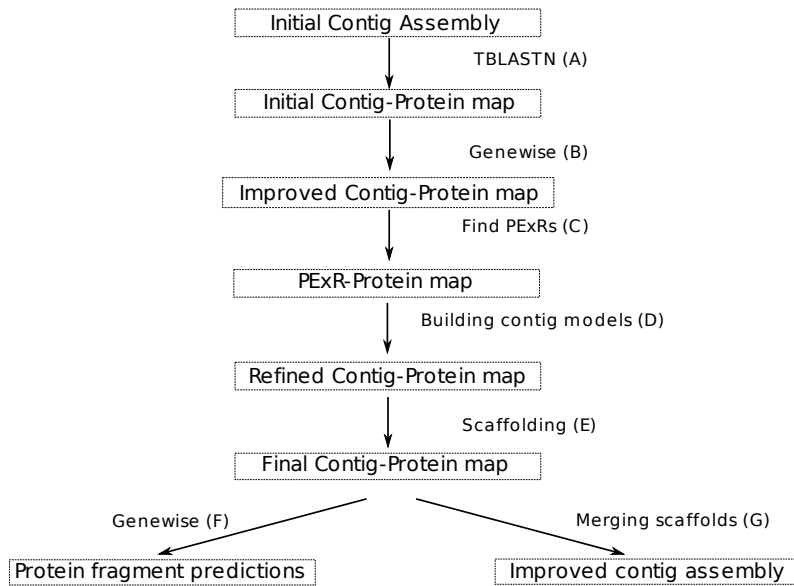 Initial Contig Assembly
TBLASTN (A)
Initial Contig-Protein map
Genewise (B)
Improved Contig-Protein map
Find PExRs (C)
PExR-Protein map
Building contig models (D)
Refined Contig-Protein map
Scaffolding (E)
Final Contig-Protein map
Genewise (F)
Merging scaffolds (G)
Protein fragment predictions
Improved contig assembly